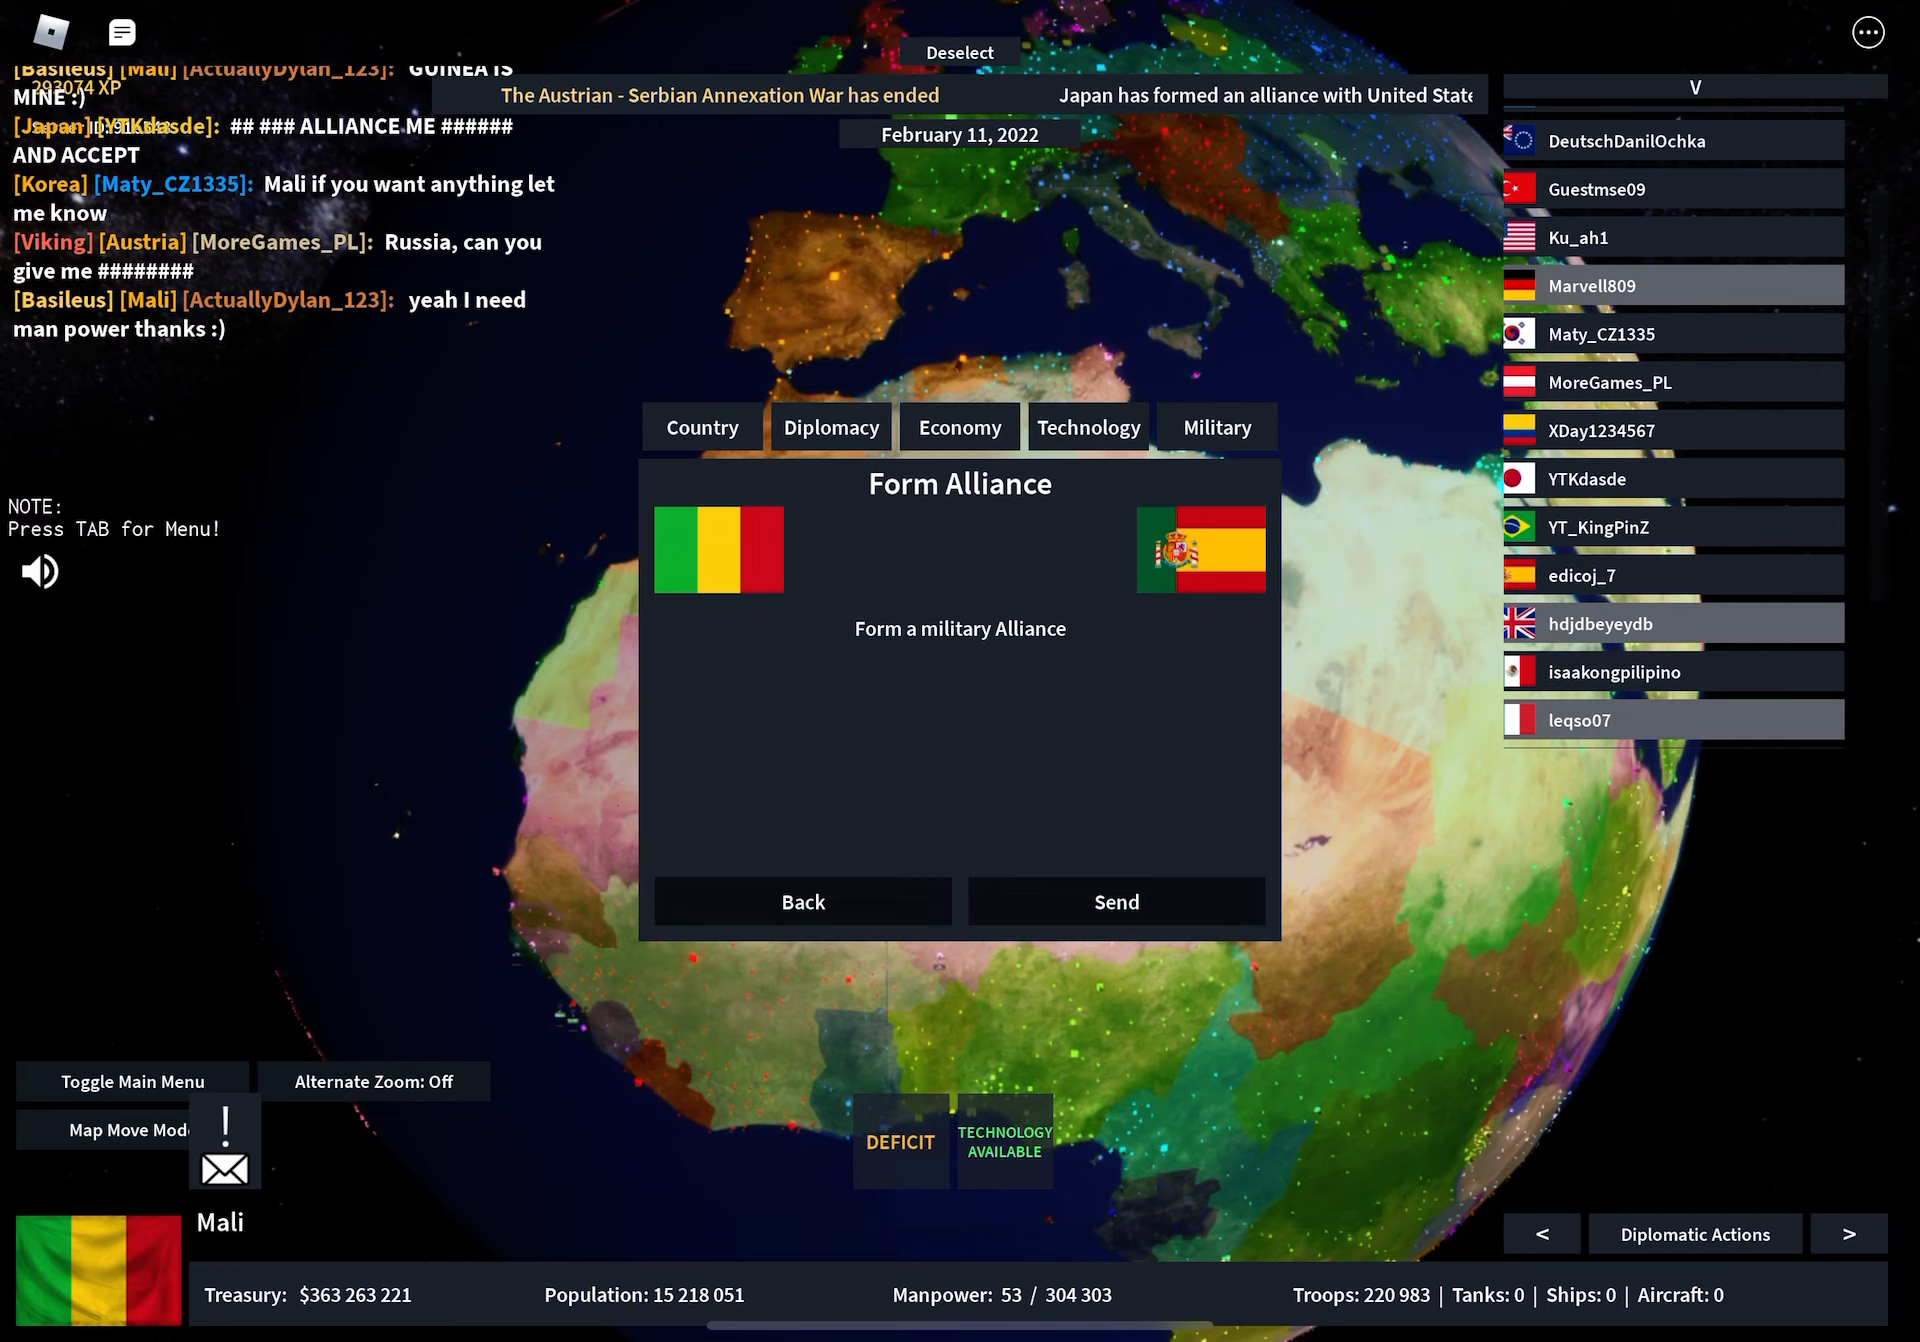 Deselect
[Basileus] [Mali] [ActuallyDylan_123]: GUINEA IS
MINE :)
293074 XP
[Japan] [YTKdasde]: ## ### ALLIANCE ME ######
AND ACCEPT
[Korea] [Maty_CZ1335]: Mali if you want anything let
me know
[Viking] [Austria] [MoreGames_PL]: Russia, can you
give me ########
[Basileus] [Mali] [ActuallyDylan_123]: yeah I need
man power thanks :)
The Austrian - Serbian Annexation War has ended
Japan has formed an alliance with United State
February 11, 2022
V
DeutschDanilOchka
Guestmse09
Ku_ah1
Marvell809
Maty_CZ1335
MoreGames_PL
XDay1234567
YTKdasde
YT_KingPinZ
edicoj_7
hdjdbeyeydb
isaakongpilipino
leqso07
NOTE:
Press TAB for Menu!
Country
Diplomacy
Economy
Technology
Military
Form Alliance
Form a military Alliance
Back
Send
Toggle Main Menu
Alternate Zoom: Off
Map Move Mode
!
DEFICIT
TECHNOLOGY
AVAILABLE
Mali
<
Diplomatic Actions
>
Treasury: $363 263 221
Population: 15 218 051
Manpower: 53 / 304 303
Troops: 220 983 | Tanks: 0 | Ships: 0 | Aircraft: 0